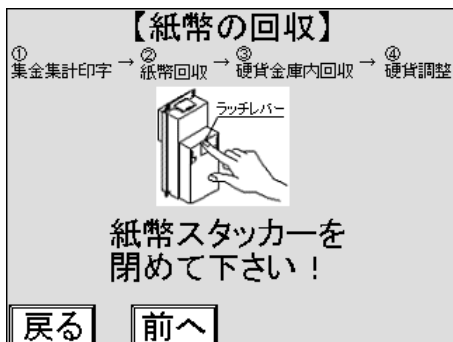 【紙幣の回収】
① → ② → ③ → ④
集金集計印字 紙幣回収 硬貨金庫内回収 硬貨調整
ラッチレバー
紙幣スタッカーを
閉めて下さい！
戻る 前へ